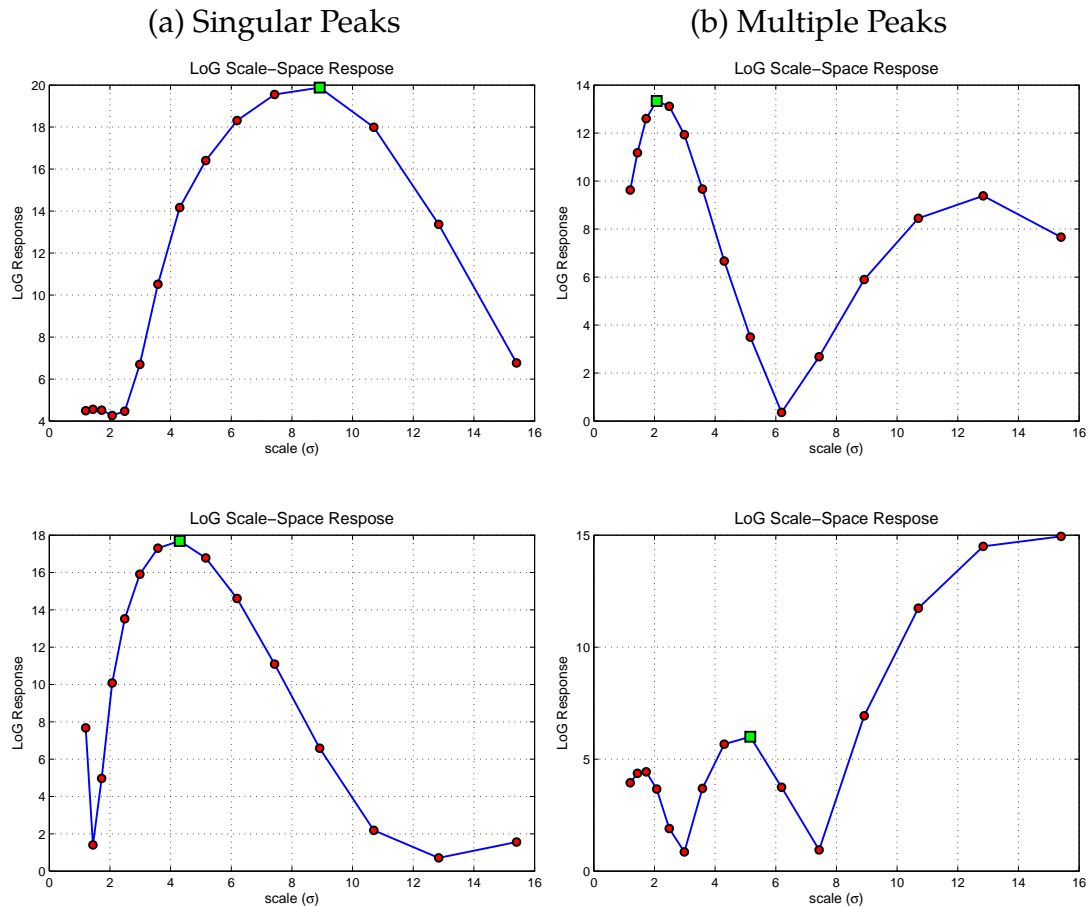 (a) Singular Peaks
(b) Multiple Peaks
LoG Scale−Space Respose
20
18
16
14
12
10
8
6
4
LoG Response
0 2 4 6 8 10 12 14 16
scale (σ)
LoG Scale−Space Respose
14
12
10
8
6
4
2
0
LoG Response
0 2 4 6 8 10 12 14 16
scale (σ)
LoG Scale−Space Respose
18
16
14
12
10
8
6
4
2
0
LoG Response
0 2 4 6 8 10 12 14 16
scale (σ)
LoG Scale−Space Respose
15
10
5
0
LoG Response
0 2 4 6 8 10 12 14 16
scale (σ)